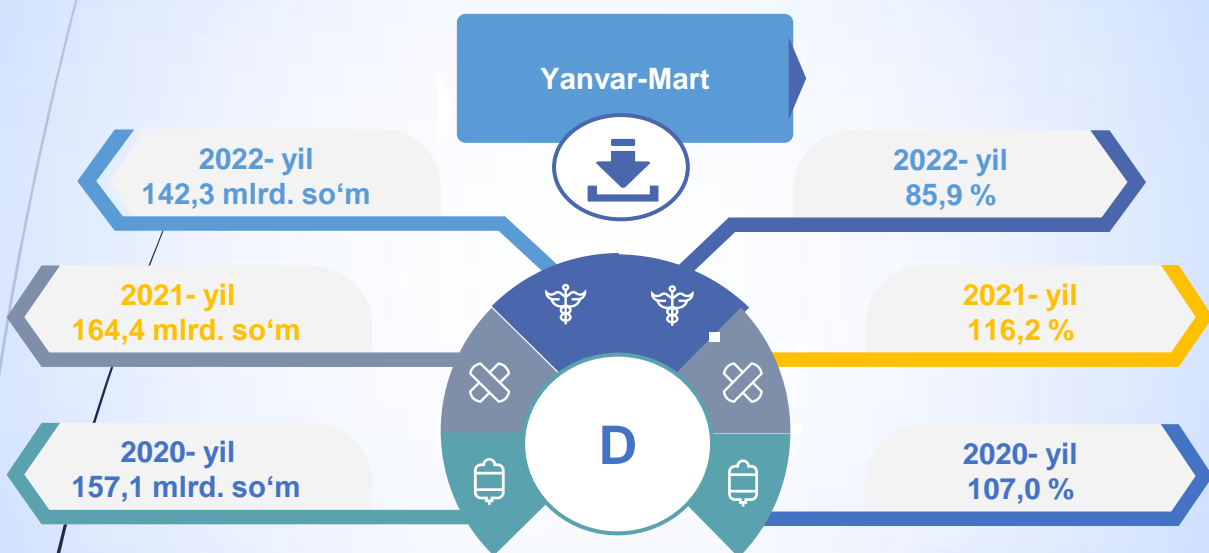 Yanvar-Mart
2022- yil
142,3 mlrd. so‘m
2022- yil
85,9 %
2021- yil
164,4 mlrd. so‘m
2021- yil
116,2 %
2020- yil
157,1 mlrd. so‘m
2020- yil
107,0 %
D